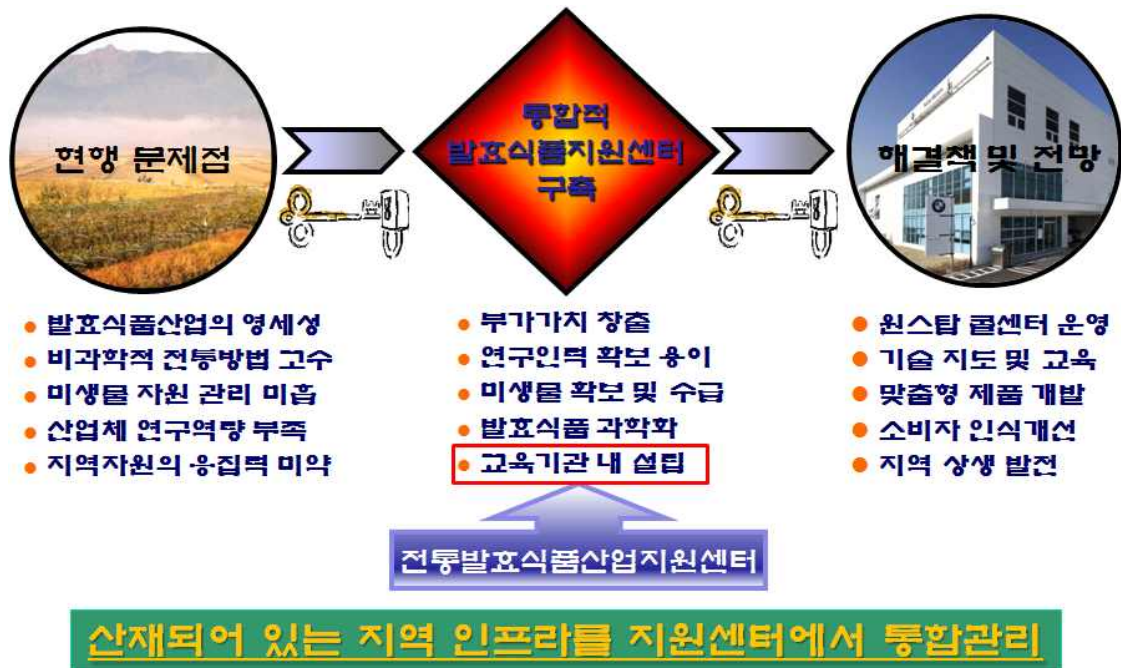 현행 문제점
통합적
발효식품지원센터
구축
해결책 및 전망
● 발효식품산업의 영세성
● 비과학적 전통방법 고수
● 미생물 자원 관리 미흡
● 산업체 연구역량 부족
● 지역자원의 응집력 미약
● 부가가치 창출
● 연구인력 확보 용이
● 미생물 확보 및 수급
● 발효식품 과학화
● 교육기관 내 설립
● 원스탑 콜센터 운영
● 기술 지도 및 교육
● 맞춤형 제품 개발
● 소비자 인식개선
● 지역 상생 발전
전통발효식품산업지원센터
산재되어 있는 지역 인프라를 지원센터에서 통합관리